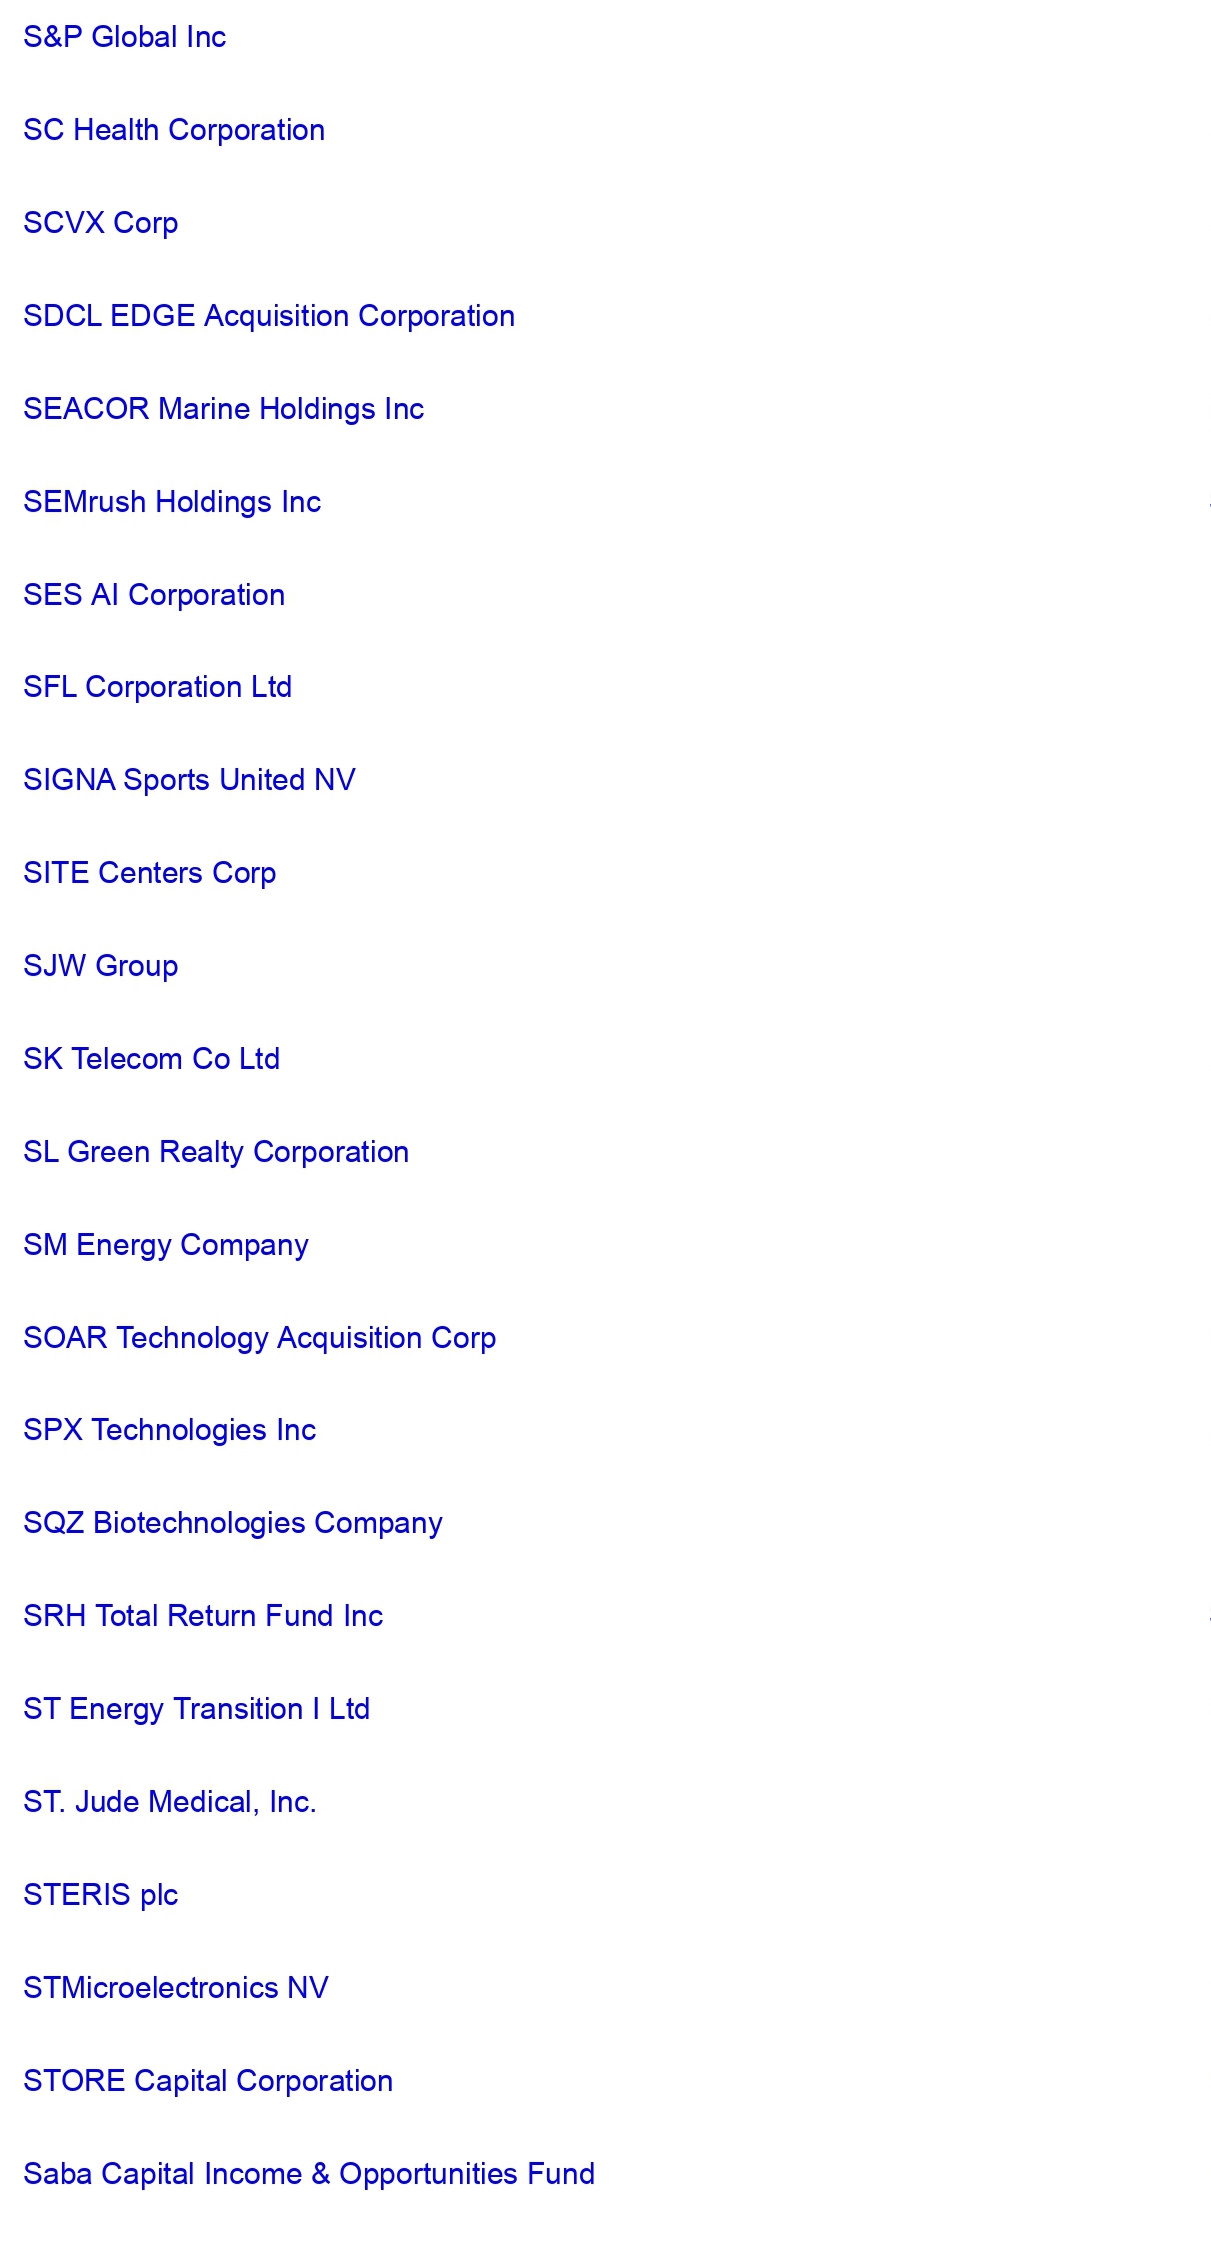 S&P Global Inc
SC Health Corporation
SCVX Corp
SDCL EDGE Acquisition Corporation
SEACOR Marine Holdings Inc
SEMrush Holdings Inc
SES AI Corporation
SFL Corporation Ltd
SIGNA Sports United NV
SITE Centers Corp
SJW Group
SK Telecom Co Ltd
SL Green Realty Corporation
SM Energy Company
SOAR Technology Acquisition Corp
SPX Technologies Inc
SQZ Biotechnologies Company
SRH Total Return Fund Inc
ST Energy Transition I Ltd
ST. Jude Medical, Inc.
STERIS plc
STMicroelectronics NV
STORE Capital Corporation
Saba Capital Income & Opportunities Fund